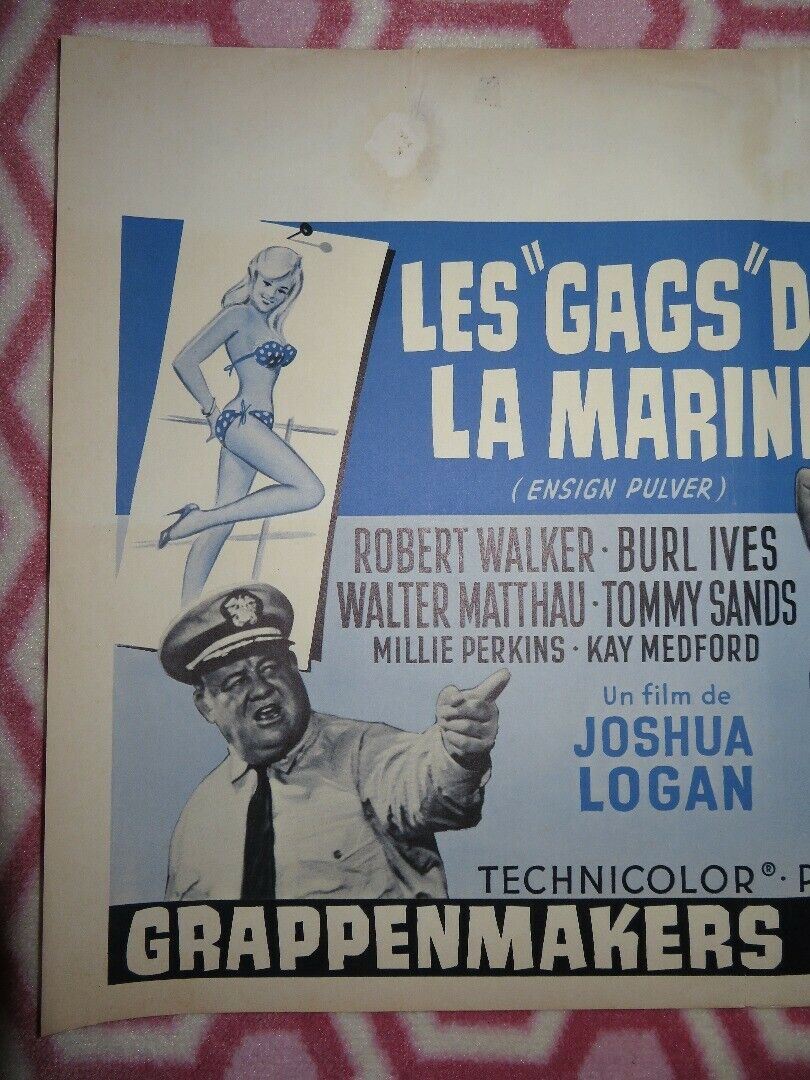 LES "GAGS" D
LA MARIN
(ENSIGN PULVER)
ROBERT WALKER · BURL IVES
WALTER MATTHAU · TOMMY SANDS
MILLIE PERKINS · KAY MEDFORD
Un film de
JOSHUA
LOGAN
TECHNICOLOR® · P
GRAPPENMAKERS